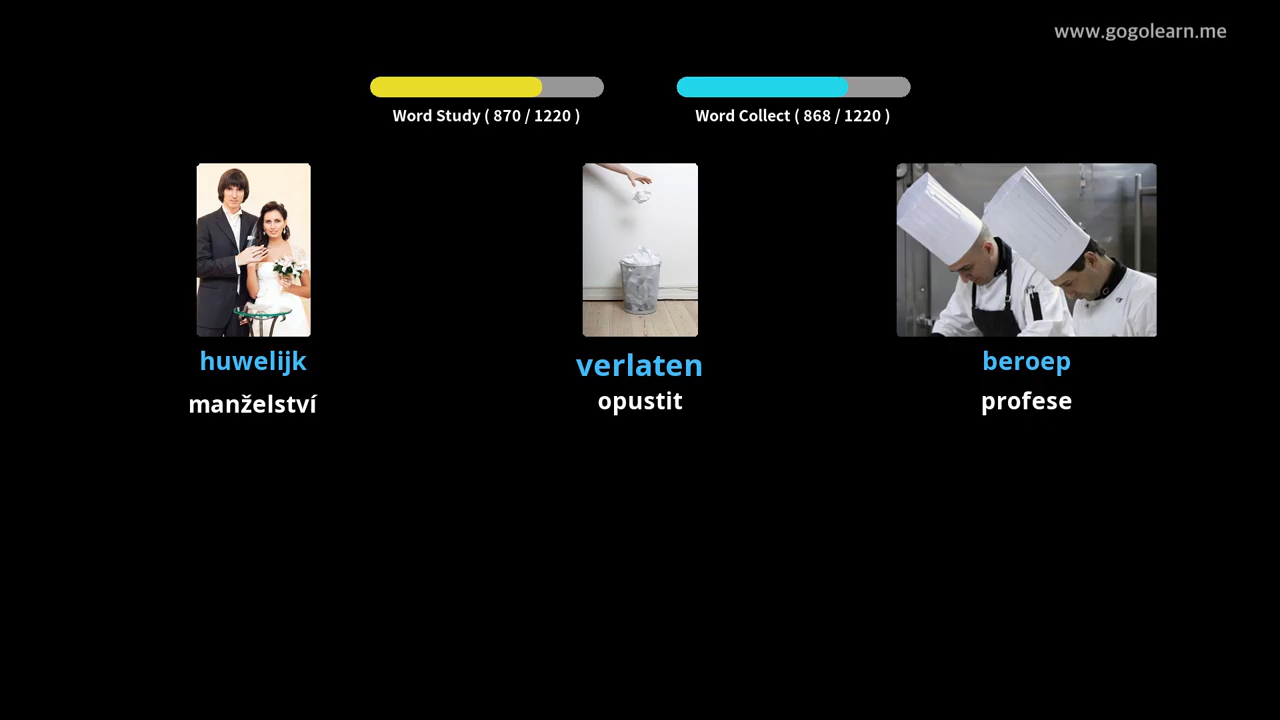 www.gogolearn.me
Word Study ( 870 / 1220 )
Word Collect ( 868 / 1220 )
huwelijk
manželství
verlaten
opustit
beroep
profese